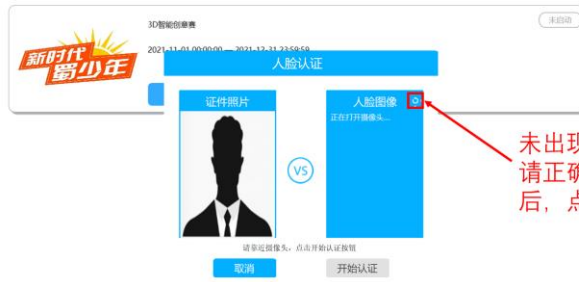 3D智能创意赛
未启动
新时代
蜀少年
2021-11-01 00:00:00 — 2021-12-31 23:59:59
人脸认证
证件照片
人脸图像
正在打开摄像头...
VS
未出现
请正确
后，点
请靠近摄像头，点击开始认证按钮
取消
开始认证